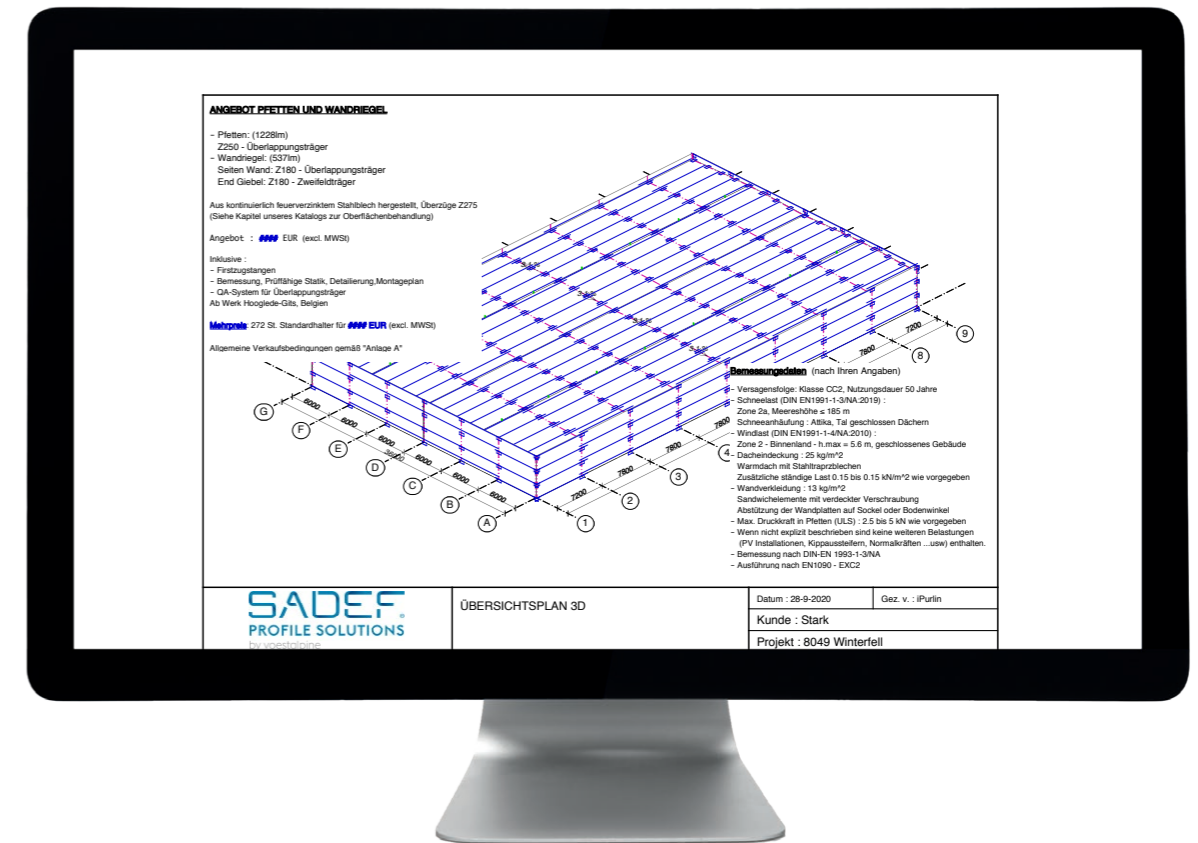 ANGEBOT PFETTEN UND WANDRIEGEL
- Pfetten: (1228lm)
Z250 - Überlappungsträger
- Wandriegel: (537lm)
Seiten Wand: Z180 - Überlappungsträger
End Giebel: Z180 - Zweifeldträger
Aus kontinuierlich feuerverzinktem Stahlblech hergestellt, Überzüge Z275
(Siehe Kapitel unseres Katalogs zur Oberflächenbehandlung)
Angebot : #### EUR (excl. MWSt)
Inklusive :
- Firstzugstangen
- Bemessung, Prüffähige Statik, Detailierung,Montageplan
- QA-System für Überlappungsträger
Ab Werk Hooglede-Gits, Belgien
Mehrpreis: 272 St. Standardhalter für #### EUR (excl. MWSt)
Allgemeine Verkaufsbedingungen gemäß "Anlage A"
G
F
E
D
C
B
A
6000
6000
6000
36000
6000
6000
6000
1
2
3
4
8
9
7200
7800
7800
7800
7800
7200
Bemessungsdaten (nach Ihren Angaben)
- Versagensfolge: Klasse CC2, Nutzungsdauer 50 Jahre
- Schneelast (DIN EN1991-1-3/NA:2019) :
Zone 2a, Meereshöhe ≤ 185 m
Schneeanhäufung : Attika, Tal geschlossen Dächern
- Windlast (DIN EN1991-1-4/NA:2010) :
Zone 2 - Binnenland - h.max = 5.6 m, geschlossenes Gebäude
- Dacheindeckung : 25 kg/m^2
Warmdach mit Stahltraprzblechen
Zusätzliche ständige Last 0.15 bis 0.15 kN/m^2 wie vorgegeben
- Wandverkleidung : 13 kg/m^2
Sandwichelemente mit verdeckter Verschraubung
Abstützung der Wandplatten auf Sockel oder Bodenwinkel
- Max. Druckkraft in Pfetten (ULS) : 2.5 bis 5 kN wie vorgegeben
- Wenn nicht explizit beschrieben sind keine weiteren Belastungen
(PV Installationen, Kippaussteifern, Normalkräften ...usw) enthalten.
- Bemessung nach DIN-EN 1993-1-3/NA
- Ausführung nach EN1090 - EXC2
SADEF®
PROFILE SOLUTIONS
by voestalpine
ÜBERSICHTSPLAN 3D
Datum : 28-9-2020
Gez. v. : iPurlin
Kunde : Stark
Projekt : 8049 Winterfell